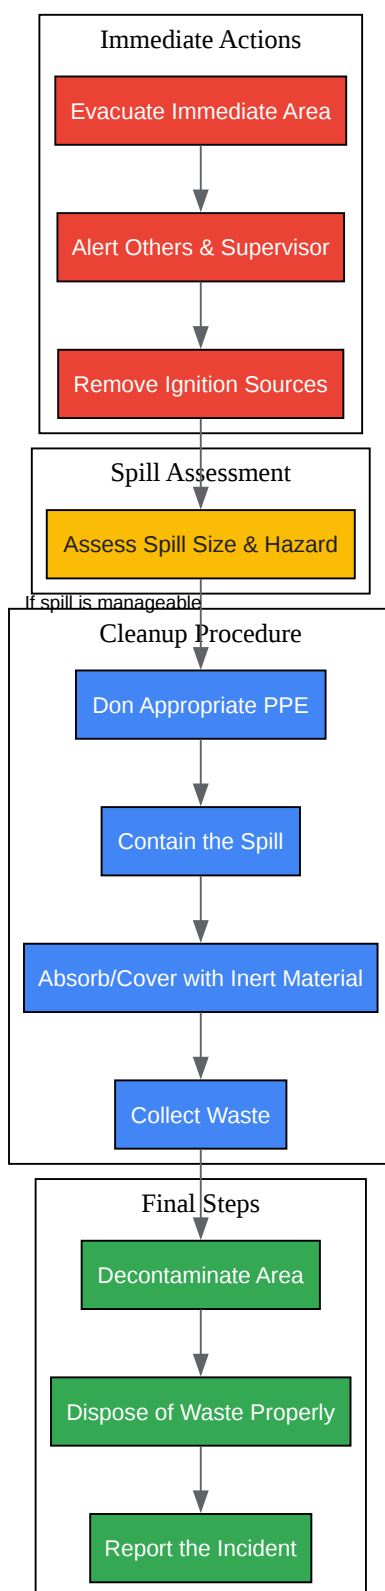 Immediate Actions
Evacuate Immediate Area
Alert Others & Supervisor
Remove Ignition Sources
Spill Assessment
Assess Spill Size & Hazard
If spill is manageable
Cleanup Procedure
Don Appropriate PPE
Contain the Spill
Absorb/Cover with Inert Material
Collect Waste
Final Steps
Decontaminate Area
Dispose of Waste Properly
Report the Incident